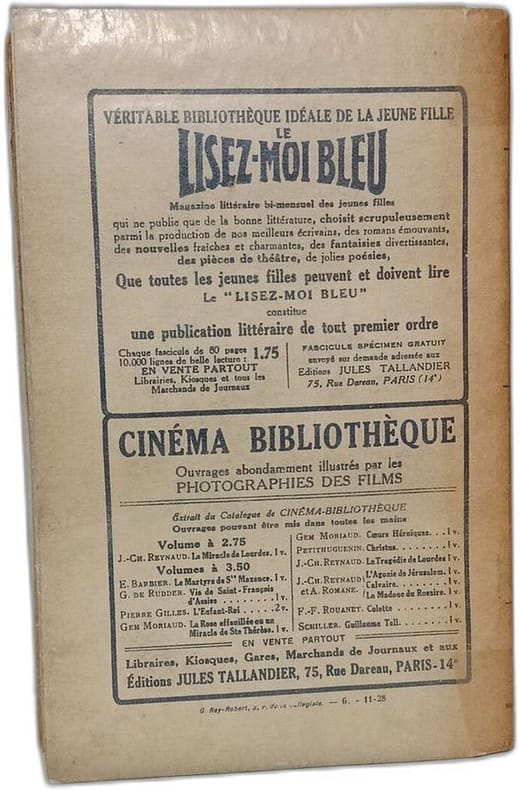 VÉRITABLE BIBLIOTHÈQUE IDÉALE DE LA JEUNE FILLE
LE
LISEZ-MOI BLEU
Magazine littéraire bi-mensuel des jeunes filles
qui ne publie que de la bonne littérature, choisit scrupuleusement
parmi la production de nos meilleurs écrivains, des romans émouvants,
des nouvelles fraîches et charmantes, des fantaisies divertissantes,
des pièces de théâtre, de jolies poésies,
Que toutes les jeunes filles peuvent et doivent lire
Le "LISEZ-MOI BLEU"
constitue
une publication littéraire de tout premier ordre
Chaque fascicule de 80 pages
10.000 lignes de belle lecture : 1.75
EN VENTE PARTOUT
Librairies, Kiosques et tous les
Marchands de Journaux
FASCICULE SPÉCIMEN GRATUIT
envoyé sur demande adressée aux
Editions JULES TALLANDIER
75, Rue Dareau, PARIS (14e)
CINÉMA BIBLIOTHÈQUE
Ouvrages abondamment illustrés par les
PHOTOGRAPHIES DES FILMS
Extrait du Catalogue de CINÉMA-BIBLIOTHÈQUE
Ouvrages pouvant être mis dans toutes les mains
Volume à 2.75
J.-CH. REYNAUD. Le Miracle de Lourdes. 1 v.
Volumes à 3.50
E. BARBIER. Le Martyre de Ste Maxence. 1 v.
G. DE RUDDER. Vie de Saint-François
d'Assise . . . . . . . . . 1 v.
PIERRE GILLES. L'Enfant-Roi . . . . . 2 v.
GEM MORIAUD. La Rose effeuillée ou un
Miracle de Ste Thérèse. 1 v.
GEM MORIAUD. Cœurs Héroïques. . . . 1 v.
PETITHUGUENIN. Christus. . . . . . . . 1 v.
J.-CH. REYNAUD. La Tragédie de Lourdes 1 v.
J.-CH. REYNAUD et A. ROMANE. L'Agonie de Jérusalem. 1 v.
Calvaire. . . . . . . . . 1 v.
La Madone du Rosaire. 1 v.
F.-F. ROUANET. Colette . . . . . . . . 1 v.
SCHILLER. Guillaume Tell. . . . . . . . 1 v.
EN VENTE PARTOUT
Libraires, Kiosques, Gares, Marchands de Journaux et aux
Éditions JULES TALLANDIER, 75, Rue Dareau, PARIS-14e
G. Rey-Robert, — 6. - 11-28